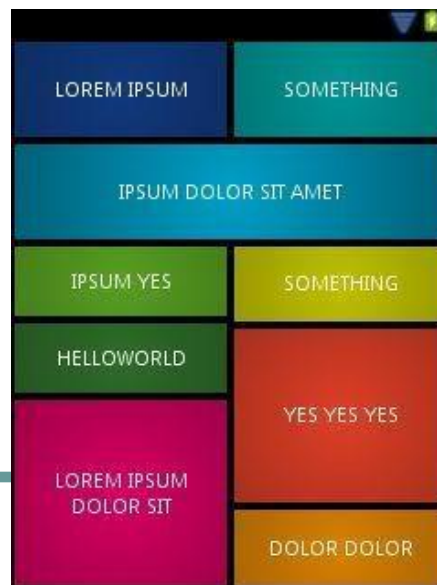 LOREM IPSUM
SOMETHING
IPSUM DOLOR SIT AMET
IPSUM YES
SOMETHING
HELLOWORLD
YES YES YES
LOREM IPSUM
DOLOR SIT
DOLOR DOLOR